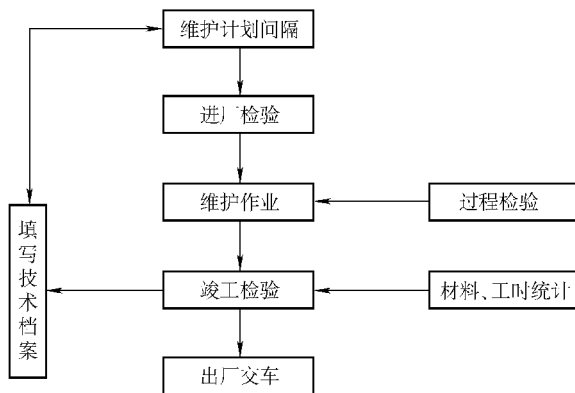 维护计划间隔
进厂检验
维护作业
过程检验
填写技术档案
竣工检验
材料、工时统计
出厂交车